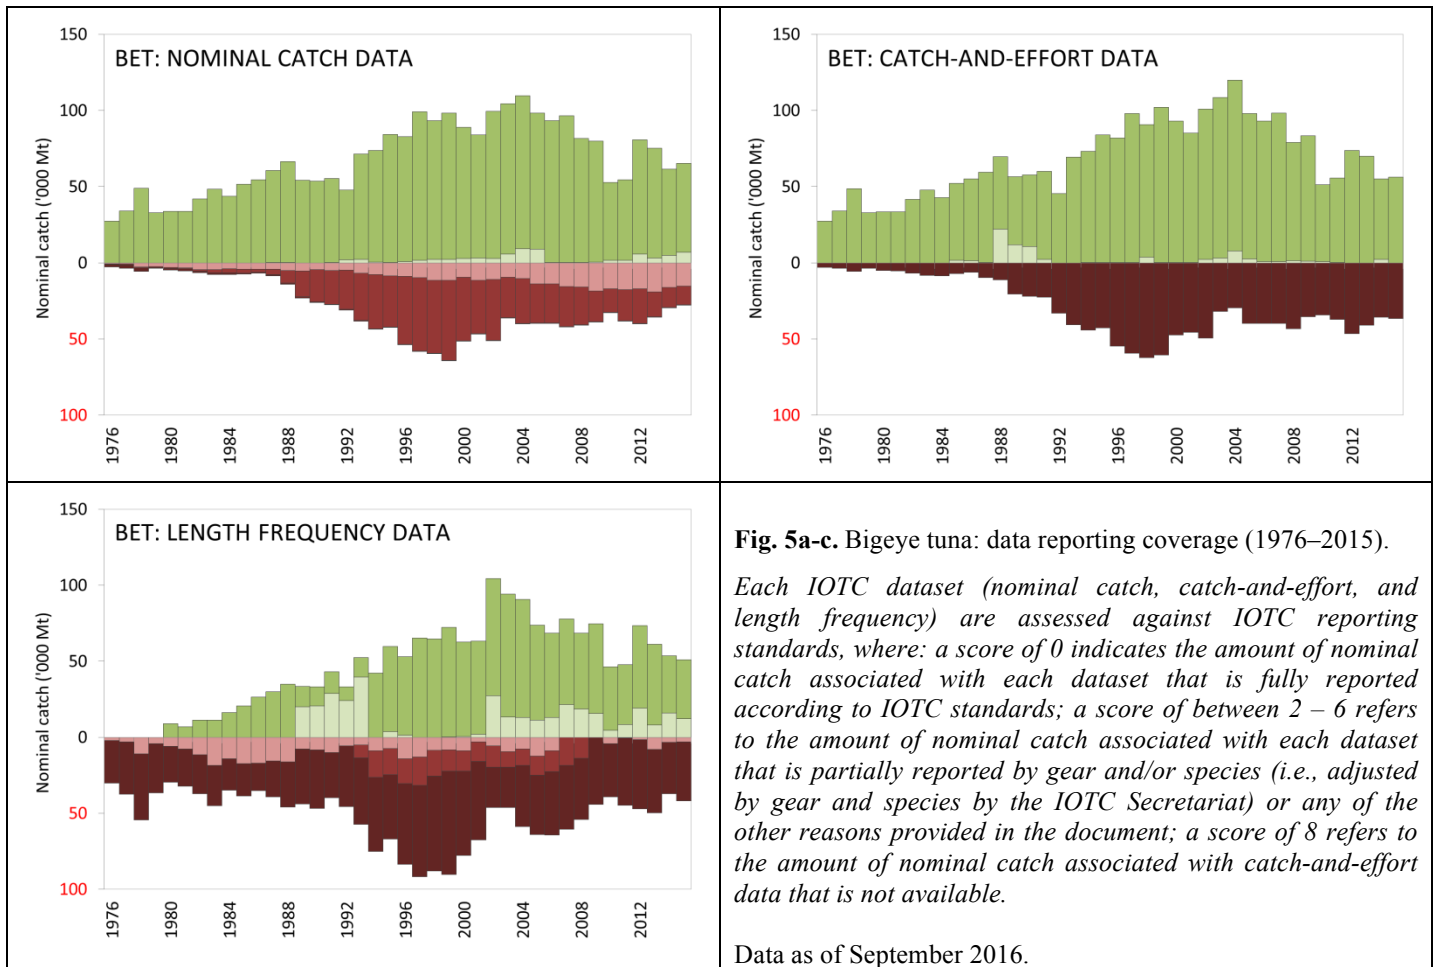 BET: NOMINAL CATCH DATA
Nominal catch ('000 Mt)
150
100
50
0
50
100
1976 1980 1984 1988 1992 1996 2000 2004 2008 2012
BET: CATCH-AND-EFFORT DATA
Nominal catch ('000 Mt)
150
100
50
0
50
100
1976 1980 1984 1988 1992 1996 2000 2004 2008 2012
BET: LENGTH FREQUENCY DATA
Nominal catch ('000 Mt)
150
100
50
0
50
100
1976 1980 1984 1988 1992 1996 2000 2004 2008 2012
Fig. 5a-c. Bigeye tuna: data reporting coverage (1976–2015).
Each IOTC dataset (nominal catch, catch-and-effort, and
length frequency) are assessed against IOTC reporting
standards, where: a score of 0 indicates the amount of nominal
catch associated with each dataset that is fully reported
according to IOTC standards; a score of between 2 – 6 refers
to the amount of nominal catch associated with each dataset
that is partially reported by gear and/or species (i.e., adjusted
by gear and species by the IOTC Secretariat) or any of the
other reasons provided in the document; a score of 8 refers to
the amount of nominal catch associated with catch-and-effort
data that is not available.
Data as of September 2016.